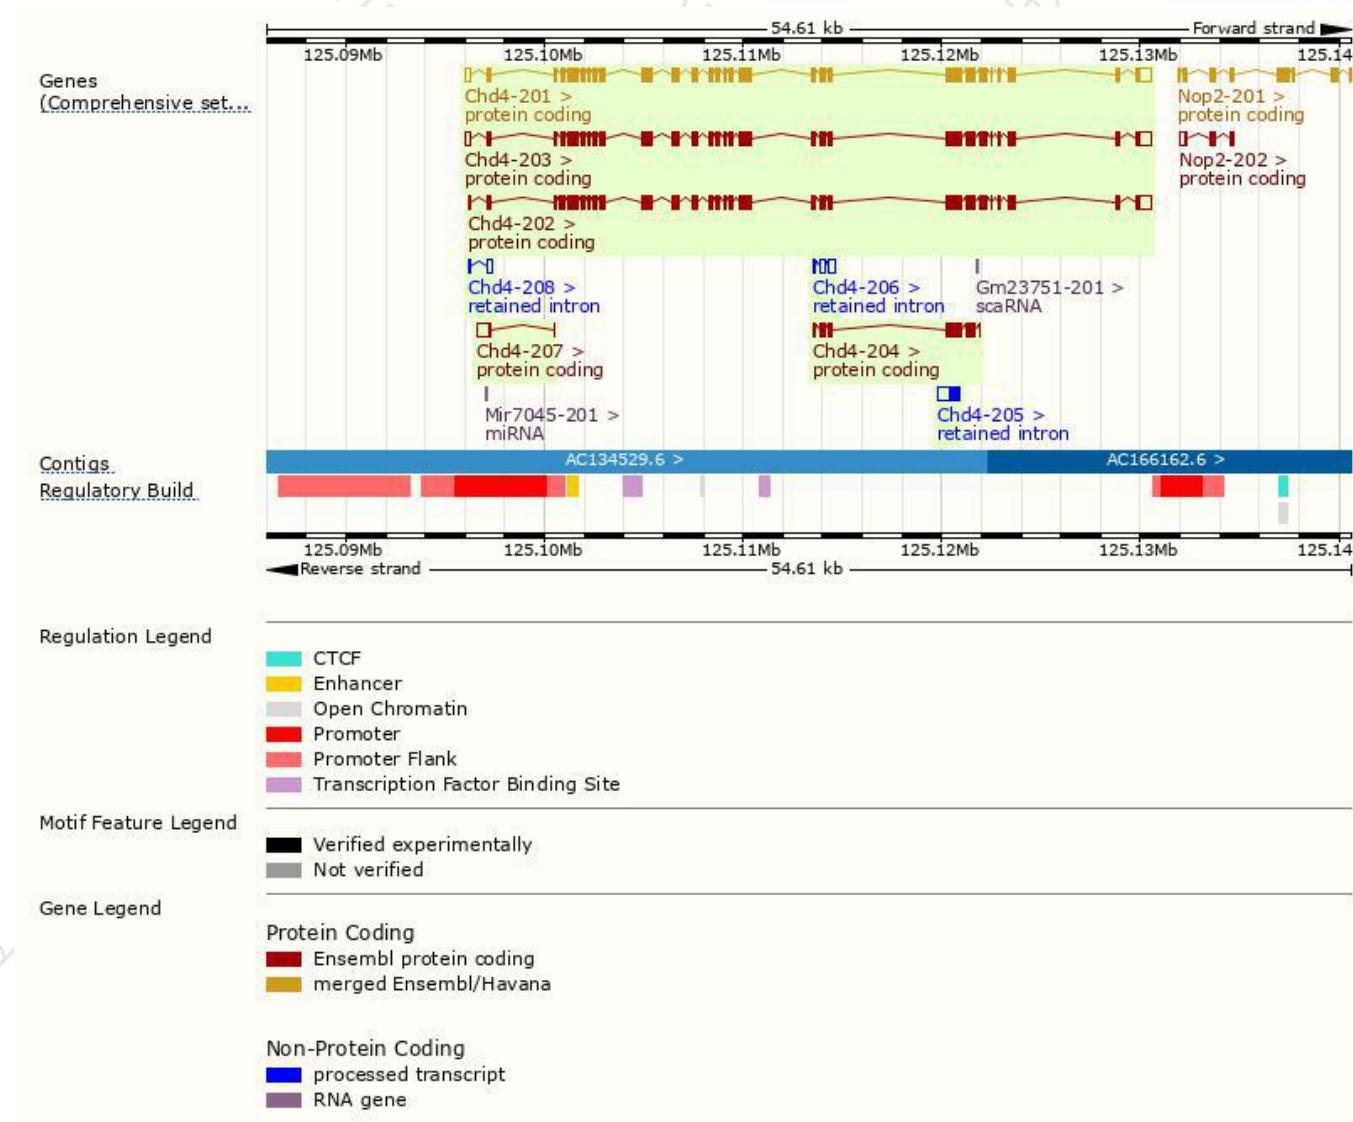 54.61 kb Forward strand
125.09Mb 125.10Mb 125.11Mb 125.12Mb 125.13Mb 125.14
Genes
(Comprehensive set...
Chd4-201 > Nop2-201 >
protein coding protein coding
Chd4-203 > Nop2-202 >
protein coding protein coding
Chd4-202 >
protein coding
Chd4-208 > Chd4-206 > Gm23751-201 >
retained intron retained intron scaRNA
Chd4-207 > Chd4-204 >
protein coding protein coding
Mir7045-201 > Chd4-205 >
miRNA retained intron
Contigs AC134529.6 > AC166162.6 >
Regulatory Build
125.09Mb 125.10Mb 125.11Mb 125.12Mb 125.13Mb 125.14
Reverse strand 54.61 kb
Regulation Legend
CTCF
Enhancer
Open Chromatin
Promoter
Promoter Flank
Transcription Factor Binding Site
Motif Feature Legend
Verified experimentally
Not verified
Gene Legend
Protein Coding
Ensembl protein coding
merged Ensembl/Havana
Non-Protein Coding
processed transcript
RNA gene